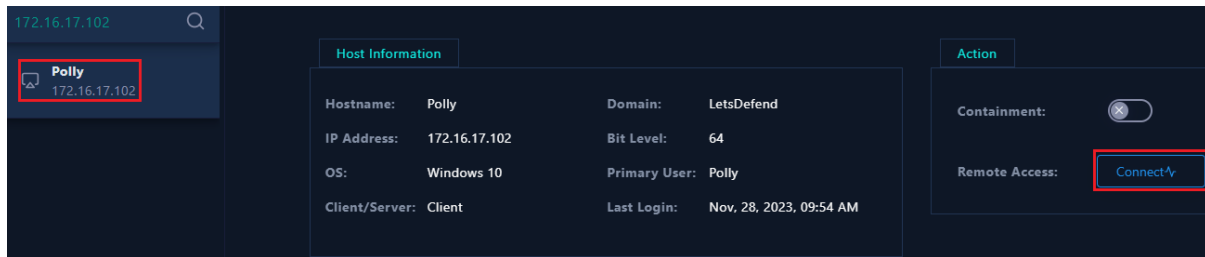 172.16.17.102
Polly
172.16.17.102
Host Information
Hostname: Polly Domain: LetsDefend
IP Address: 172.16.17.102 Bit Level: 64
OS: Windows 10 Primary User: Polly
Client/Server: Client Last Login: Nov, 28, 2023, 09:54 AM
Action
Containment:
Remote Access: Connect